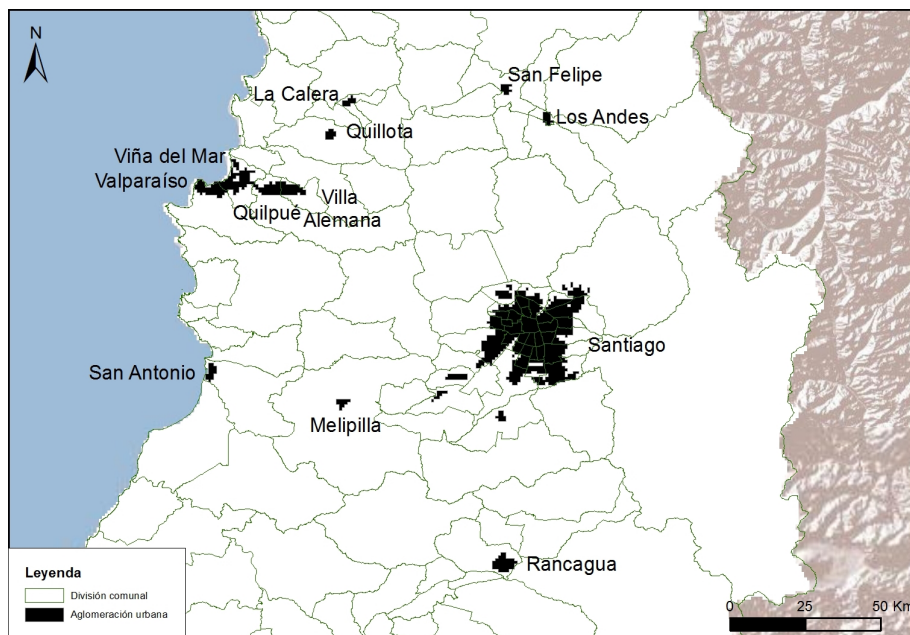 N
San Felipe
La Calera
Los Andes
Quillota
Viña del Mar
Valparaíso
Villa
Quilpué
Alemana
Santiago
San Antonio
Melipilla
Rancagua
Leyenda
División comunal
Aglomeración urbana
0 25 50 Km